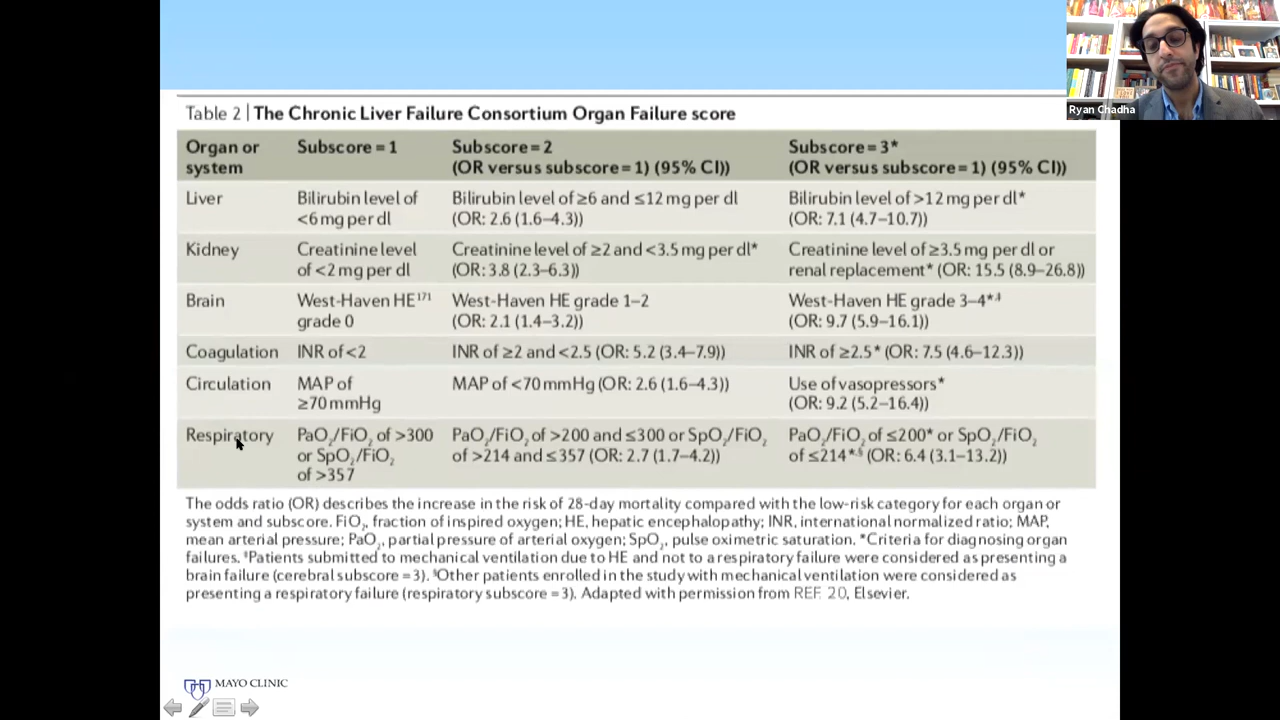 Ryan Chadha
Table 2 | The Chronic Liver Failure Consortium Organ Failure score
Organ or system
Subscore = 1
Subscore = 2 (OR versus subscore = 1) (95% CI))
Subscore = 3* (OR versus subscore = 1) (95% CI))
Liver
Bilirubin level of <6 mg per dl
Bilirubin level of ≥6 and ≤12 mg per dl (OR: 2.6 (1.6–4.3))
Bilirubin level of >12 mg per dl* (OR: 7.1 (4.7–10.7))
Kidney
Creatinine level of <2 mg per dl
Creatinine level of ≥2 and <3.5 mg per dl* (OR: 3.8 (2.3–6.3))
Creatinine level of ≥3.5 mg per dl or renal replacement* (OR: 15.5 (8.9–26.8))
Brain
West-Haven HE¹⁷¹ grade 0
West-Haven HE grade 1–2 (OR: 2.1 (1.4–3.2))
West-Haven HE grade 3–4*,‡ (OR: 9.7 (5.9–16.1))
Coagulation
INR of <2
INR of ≥2 and <2.5 (OR: 5.2 (3.4–7.9))
INR of ≥2.5* (OR: 7.5 (4.6–12.3))
Circulation
MAP of ≥70 mmHg
MAP of <70 mmHg (OR: 2.6 (1.6–4.3))
Use of vasopressors* (OR: 9.2 (5.2–16.4))
Respiratory
PaO₂/FiO₂ of >300 or SpO₂/FiO₂ of >357
PaO₂/FiO₂ of >200 and ≤300 or SpO₂/FiO₂ of >214 and ≤357 (OR: 2.7 (1.7–4.2))
PaO₂/FiO₂ of ≤200* or SpO₂/FiO₂ of ≤214*,§ (OR: 6.4 (3.1–13.2))
The odds ratio (OR) describes the increase in the risk of 28-day mortality compared with the low-risk category for each organ or
system and subscore. FiO₂, fraction of inspired oxygen; HE, hepatic encephalopathy; INR, international normalized ratio; MAP,
mean arterial pressure; PaO₂, partial pressure of arterial oxygen; SpO₂, pulse oximetric saturation. *Criteria for diagnosing organ
failures. ‡Patients submitted to mechanical ventilation due to HE and not to a respiratory failure were considered as presenting a
brain failure (cerebral subscore = 3). §Other patients enrolled in the study with mechanical ventilation were considered as
presenting a respiratory failure (respiratory subscore = 3). Adapted with permission from REF. 20, Elsevier.
MAYO CLINIC